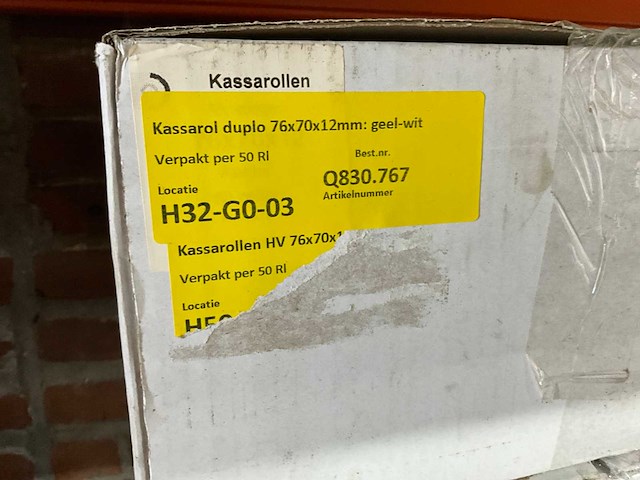 Kassarollen
Kassarol duplo 76x70x12mm: geel-wit
Verpakt per 50 Rl
Best.nr.
Q830.767
Locatie
Artikelnummer
H32-G0-03
Kassarollen HV 76x70x1
Verpakt per 50 Rl
Locatie